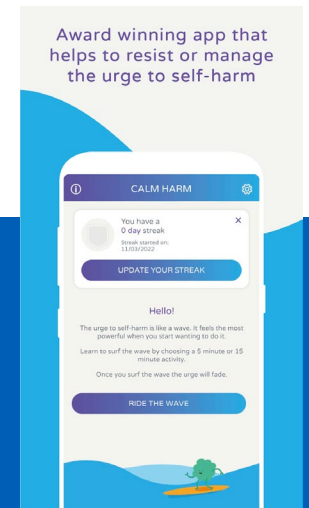 Award winning app that
helps to resist or manage
the urge to self-harm
CALM HARM
You have a
0 day streak
Streak started on:
11/03/2022
UPDATE YOUR STREAK
Hello!
The urge to self-harm is like a wave. It feels the most
powerful when you start wanting to do it.
Learn to surf the wave by choosing a 5 minute or 15
minute activity.
Once you surf the wave the urge will fade.
RIDE THE WAVE